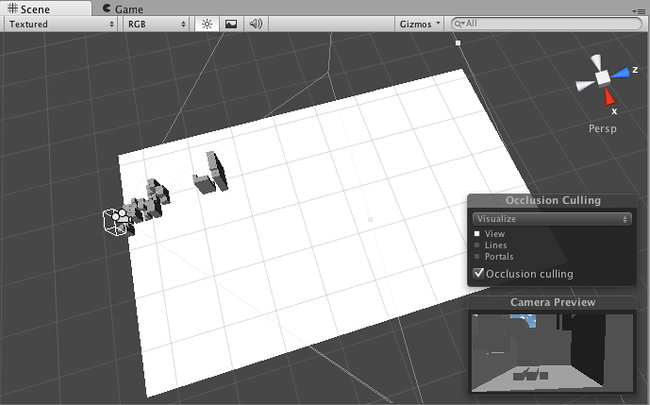 Scene Game
Textured RGB Gizmos All
z
x
Persp
Occlusion Culling
Visualize
View
Lines
Portals
Occlusion culling
Camera Preview